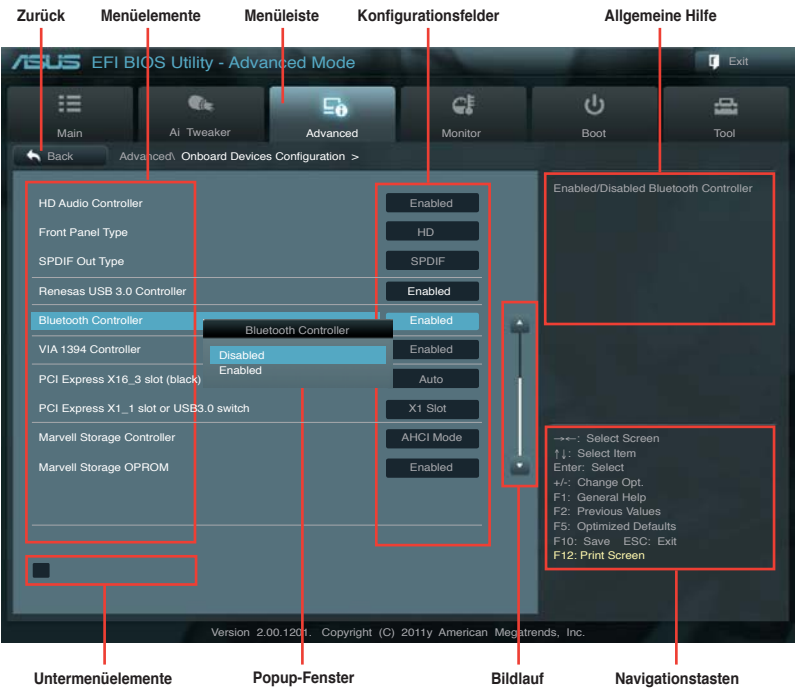 Zurück Menüelemente Menüleiste Konfigurationsfelder Allgemeine Hilfe
ASUS EFI BIOS Utility - Advanced Mode Exit
Main Ai Tweaker Advanced Monitor Boot Tool
Back Advanced\ Onboard Devices Configuration >
Enabled/Disabled Bluetooth Controller
HD Audio Controller Enabled
Front Panel Type HD
SPDIF Out Type SPDIF
Renesas USB 3.0 Controller Enabled
Bluetooth Controller Enabled
Bluetooth Controller
Disabled
Enabled
VIA 1394 Controller Enabled
PCI Express X16_3 slot (black) Auto
PCI Express X1_1 slot or USB3.0 switch X1 Slot
Marvell Storage Controller AHCI Mode
Marvell Storage OPROM Enabled
→←: Select Screen
↑↓: Select Item
Enter: Select
+/-: Change Opt.
F1: General Help
F2: Previous Values
F5: Optimized Defaults
F10: Save ESC: Exit
F12: Print Screen
Version 2.00.1201. Copyright (C) 2011y American Megatrends, Inc.
Untermenüelemente Popup-Fenster Bildlauf Navigationstasten